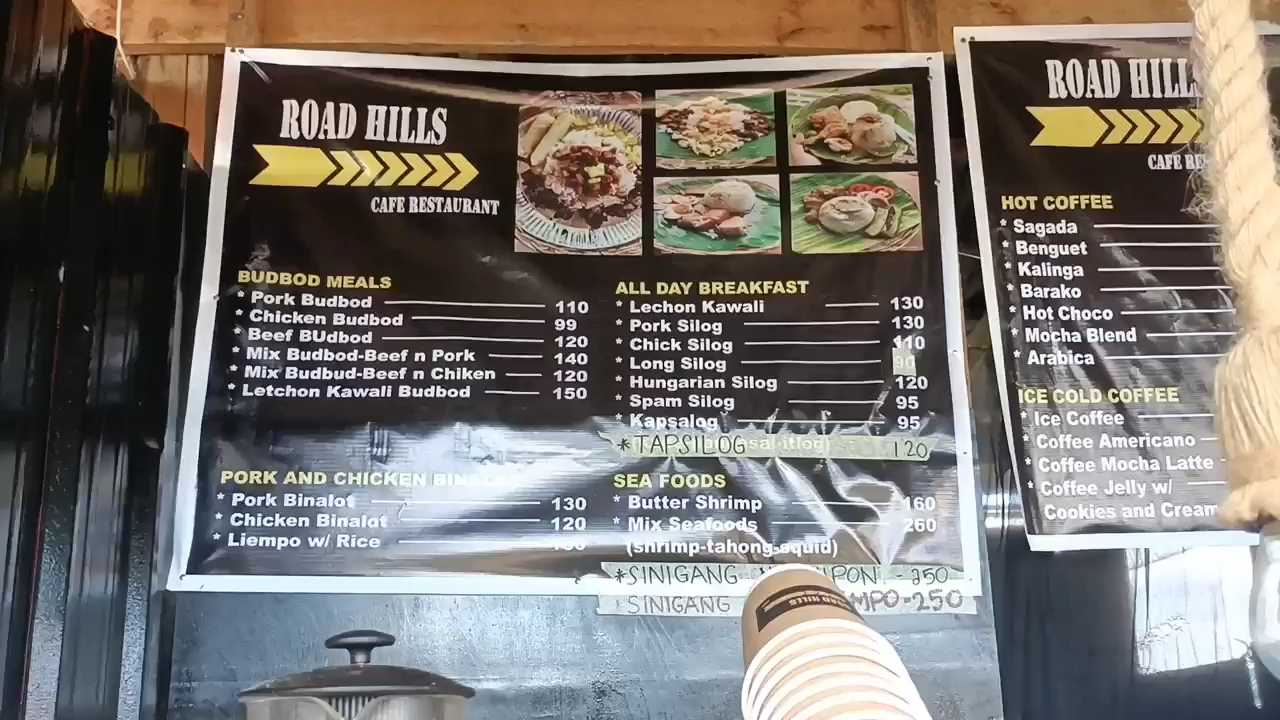 ROAD HILLS
CAFE RESTAURANT
BUDBOD MEALS
* Pork Budbod 110
* Chicken Budbod 99
* Beef BUdbod 120
* Mix Budbod-Beef n Pork 140
* Mix Budbud-Beef n Chiken 120
* Letchon Kawali Budbod 150
PORK AND CHICKEN
* Pork Binalot 130
* Chicken Binalot 120
* Liempo w/ Rice
ALL DAY BREAKFAST
* Lechon Kawali 130
* Pork Silog 130
* Chick Silog 110
* Long Silog 90
* Hungarian Silog 120
* Spam Silog 95
* Kapsalog 95
*TAPSILOG 120
SEA FOODS
* Butter Shrimp 160
* Mix Seafoods 260
(shrimp-tahong-squid)
*SINIGANG - 250
SINIGANG -250
ROAD HILLS
ROAD HILLS
CAFE
HOT COFFEE
* Sagada
* Benguet
* Kalinga
* Barako
* Hot Choco
* Mocha Blend
* Arabica
ICE COLD COFFEE
* Ice Coffee
* Coffee Americano
* Coffee Mocha Latte
* Coffee Jelly w/
Cookies and Cream